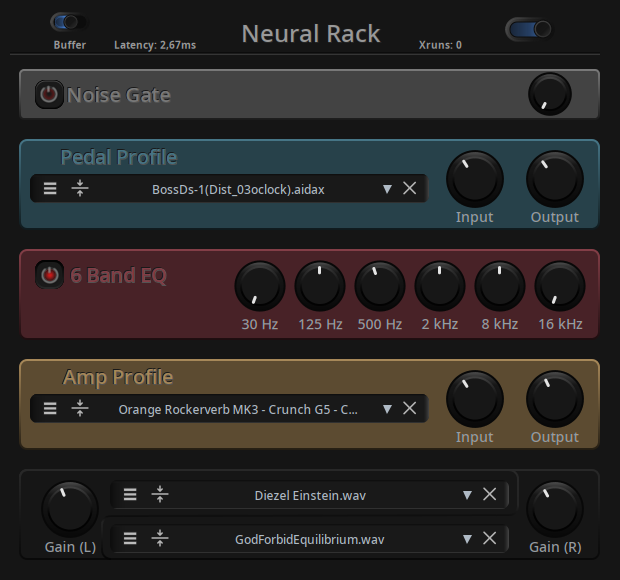 Neural Rack
Buffer
Latency: 2,67ms
Xruns: 0
Noise Gate
Pedal Profile
BossDs-1(Dist_03oclock).aidax
Input
Output
6 Band EQ
30 Hz
125 Hz
500 Hz
2 kHz
8 kHz
16 kHz
Amp Profile
Orange Rockerverb MK3 - Crunch G5 - C...
Input
Output
Diezel Einstein.wav
GodForbidEquilibrium.wav
Gain (L)
Gain (R)